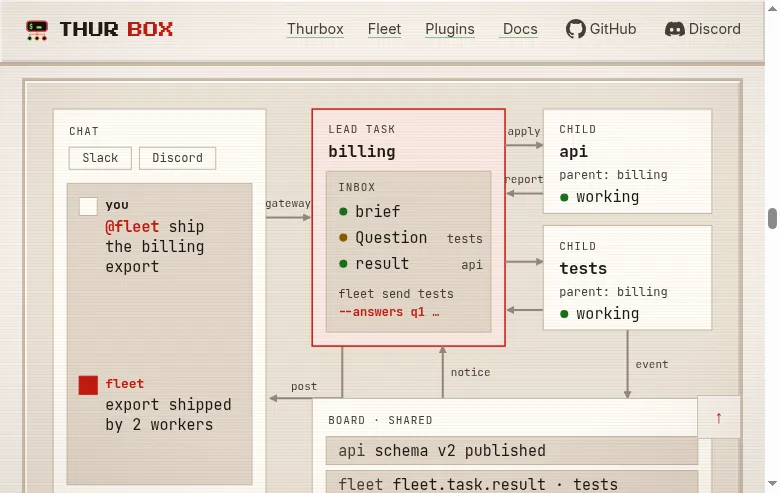 THUR BOX
Thurbox
Fleet
Plugins
Docs
GitHub
Discord
CHAT
Slack
Discord
you
@fleet ship
the billing
export
fleet
export shipped
by 2 workers
gateway
LEAD TASK
billing
INBOX
brief
Question tests
result api
fleet send tests
--answers q1 …
apply
report
CHILD
api
parent: billing
working
CHILD
tests
parent: billing
working
post
notice
event
BOARD · SHARED
api schema v2 published
fleet fleet.task.result · tests
↑